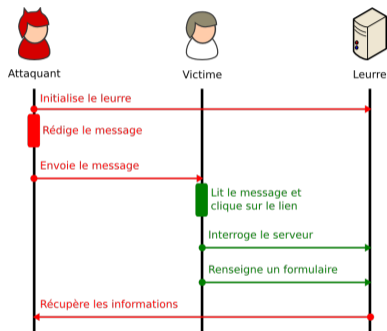 Attaquant
Victime
Leurre
Initialise le leurre
Rédige le message
Envoie le message
Lit le message et
clique sur le lien
Interroge le serveur
Renseigne un formulaire
Récupère les informations